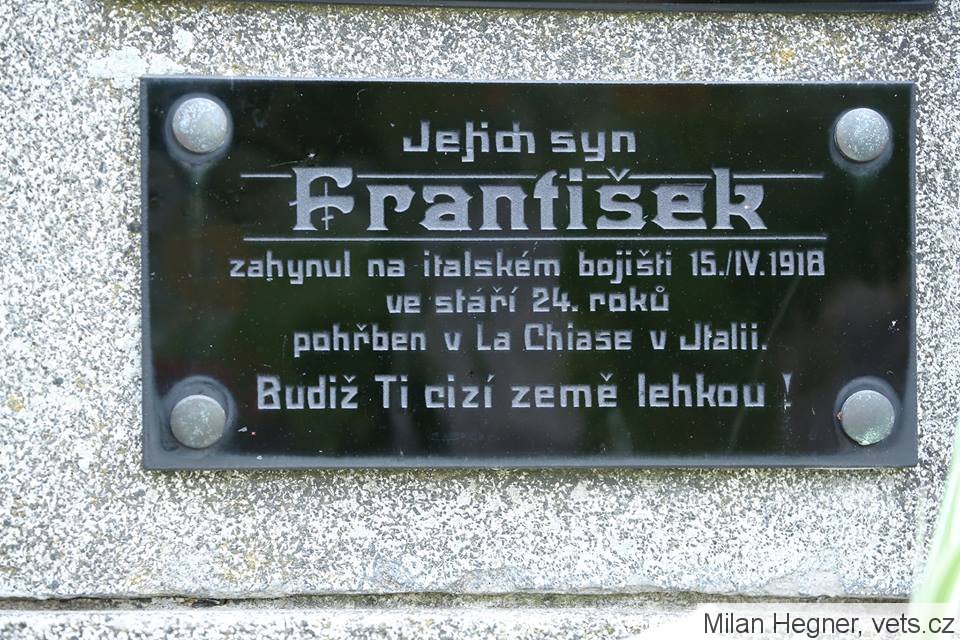 Jejich syn
František
zahynul na italském bojišti 15./IV.1918
ve stáří 24. roků
pohřben v La Chiase v Jtalii.
Budiž Ti cizí země lehkou !
Milan Hegner, vets.cz